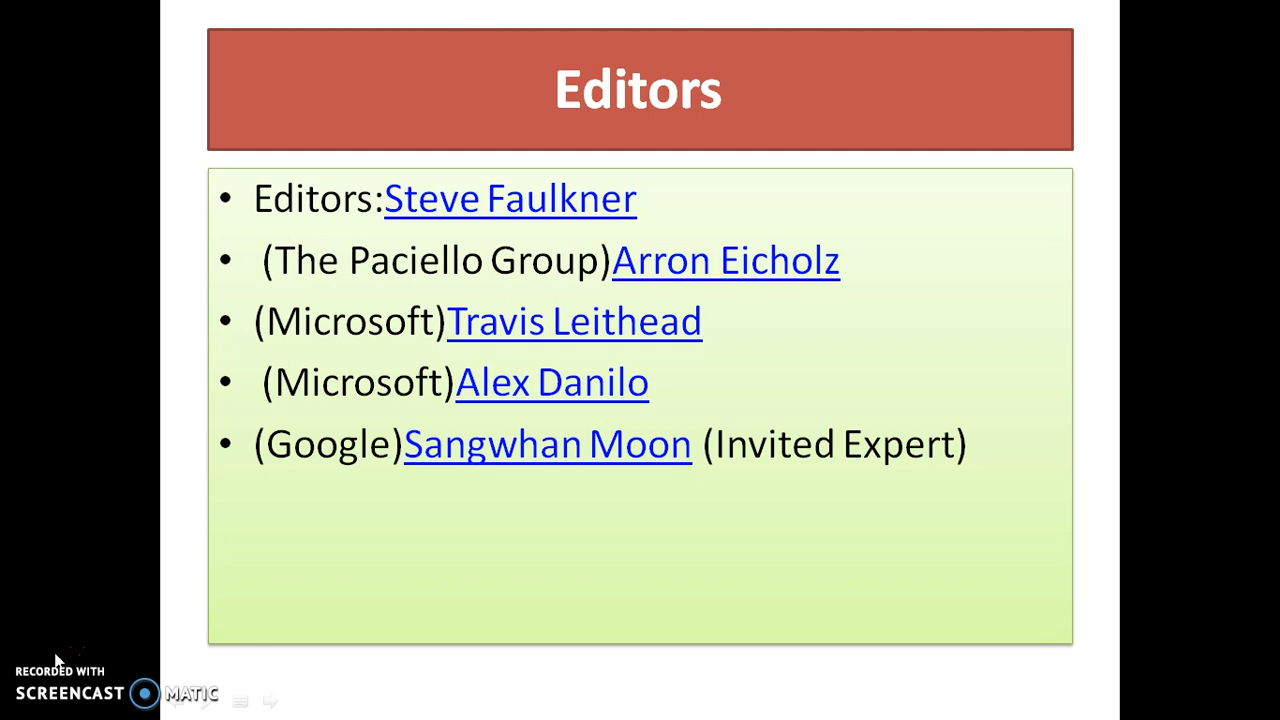 Editors
• Editors:Steve Faulkner
• (The Paciello Group)Arron Eicholz
• (Microsoft)Travis Leithead
• (Microsoft)Alex Danilo
• (Google)Sangwhan Moon (Invited Expert)
RECORDED WITH
SCREENCAST MATIC